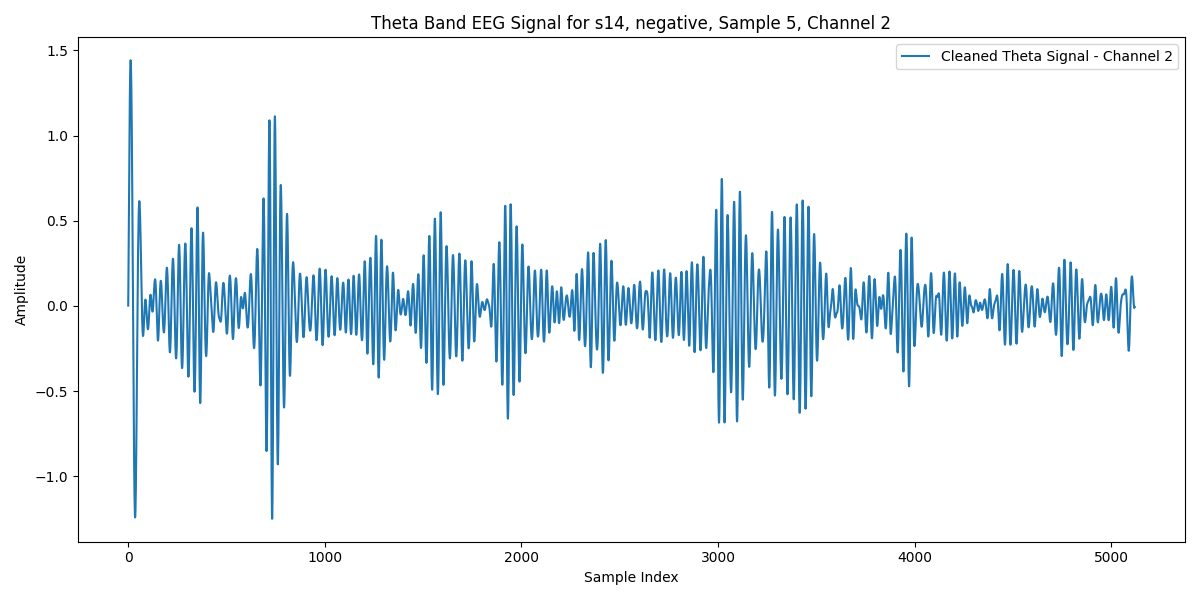 Theta Band EEG Signal for s14, negative, Sample 5, Channel 2
Cleaned Theta Signal - Channel 2
1.5
1.0
0.5
0.0
−0.5
−1.0
Amplitude
0 1000 2000 3000 4000 5000
Sample Index